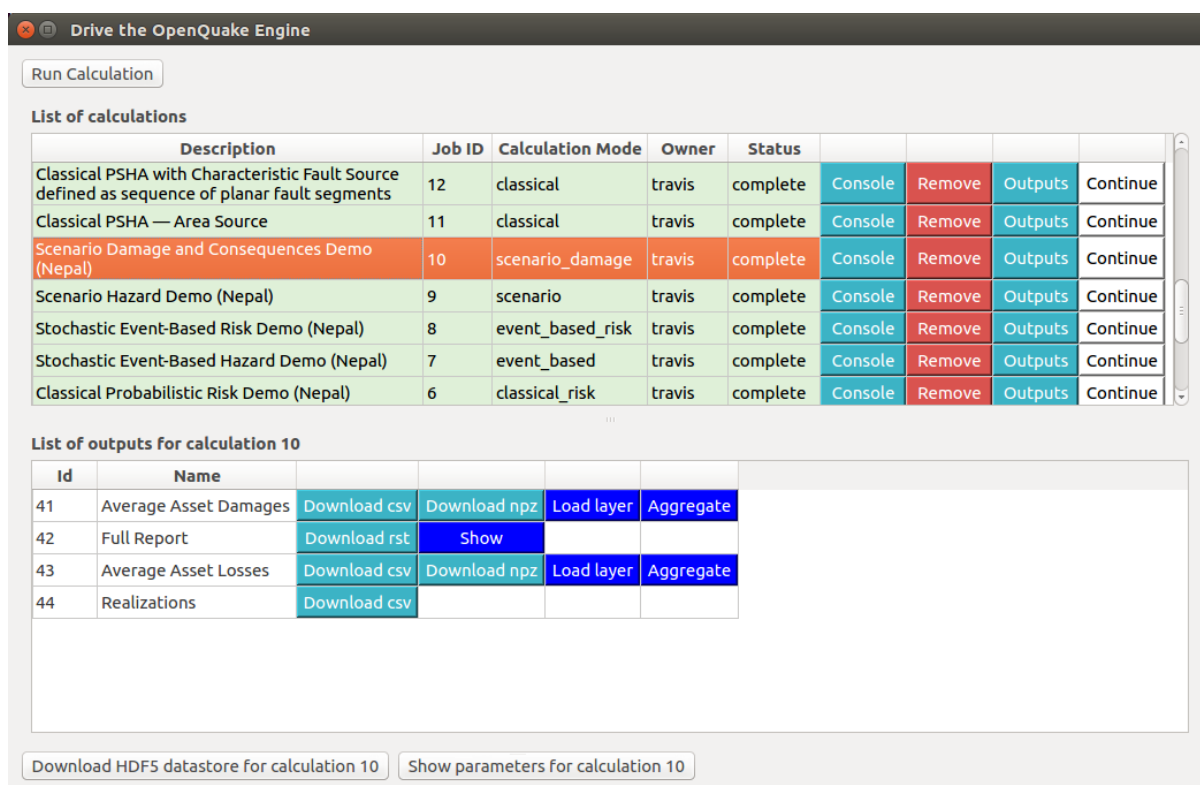 Drive the OpenQuake Engine
Run Calculation
List of calculations
Description Job ID Calculation Mode Owner Status
Classical PSHA with Characteristic Fault Source
defined as sequence of planar fault segments 12 classical travis complete Console Remove Outputs Continue
Classical PSHA — Area Source 11 classical travis complete Console Remove Outputs Continue
Scenario Damage and Consequences Demo
(Nepal) 10 scenario_damage travis complete Console Remove Outputs Continue
Scenario Hazard Demo (Nepal) 9 scenario travis complete Console Remove Outputs Continue
Stochastic Event-Based Risk Demo (Nepal) 8 event_based_risk travis complete Console Remove Outputs Continue
Stochastic Event-Based Hazard Demo (Nepal) 7 event_based travis complete Console Remove Outputs Continue
Classical Probabilistic Risk Demo (Nepal) 6 classical_risk travis complete Console Remove Outputs Continue
List of outputs for calculation 10
Id Name
41 Average Asset Damages Download csv Download npz Load layer Aggregate
42 Full Report Download rst Show
43 Average Asset Losses Download csv Download npz Load layer Aggregate
44 Realizations Download csv
Download HDF5 datastore for calculation 10 Show parameters for calculation 10